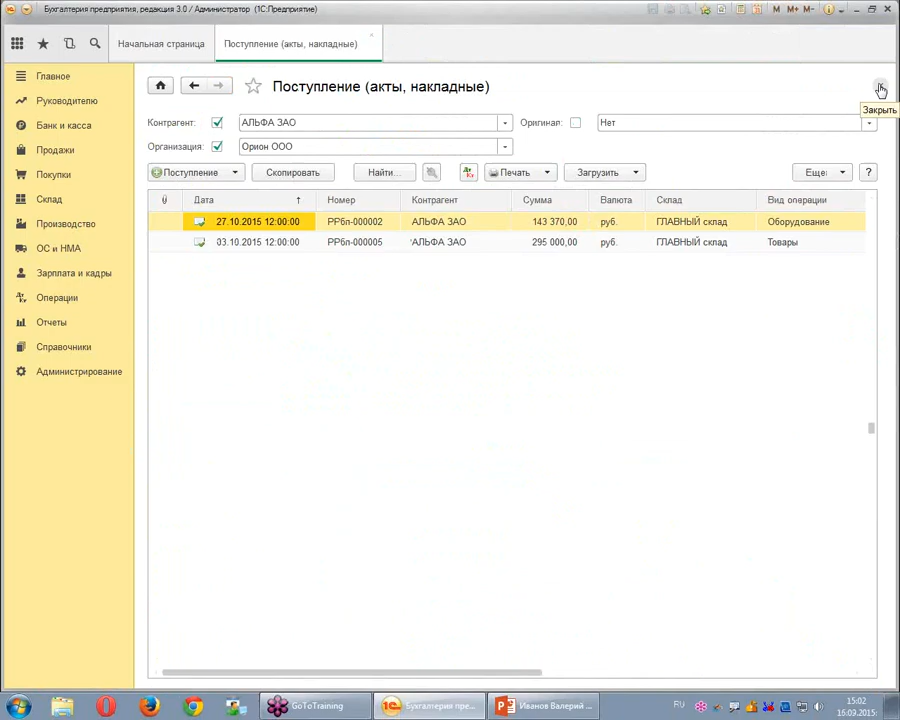 Бухгалтерия предприятия, редакция 3.0 / Администратор (1С:Предприятие)
M M+ M-
Начальная страница
Поступление (акты, накладные)
Главное
Руководителю
Банк и касса
Продажи
Покупки
Склад
Производство
ОС и НМА
Зарплата и кадры
Операции
Отчеты
Справочники
Администрирование
Поступление (акты, накладные)
Закрыть
Контрагент: АЛЬФА ЗАО Оригинал: Нет
Организация: Орион ООО
Поступление Скопировать Найти... Дт Кт Печать Загрузить Еще ?
Дата Номер Контрагент Сумма Валюта Склад Вид операции
27.10.2015 12:00:00 РРбп-000002 АЛЬФА ЗАО 143 370,00 руб. ГЛАВНЫЙ склад Оборудование
03.10.2015 12:00:00 РРбп-000005 'АЛЬФА ЗАО 295 000,00 руб. ГЛАВНЫЙ склад Товары
GoToTraining
Бухгалтерия пре...
Иванов Валерий ...
RU
15:02
15.09.2015